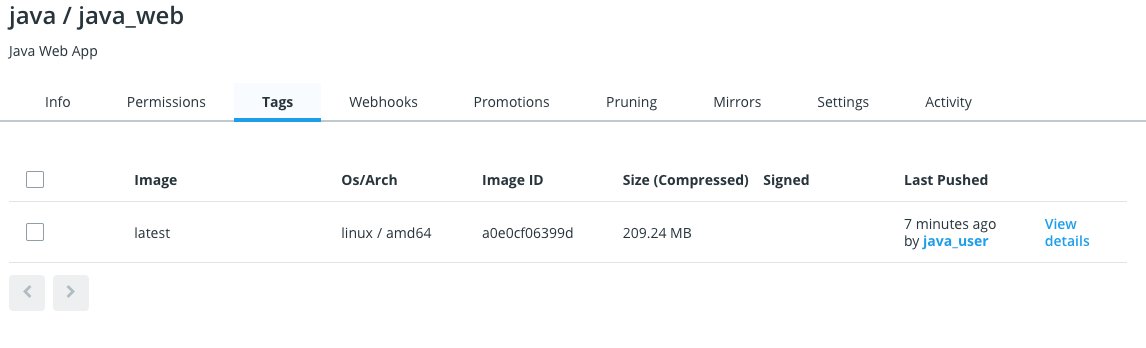 java / java_web
Java Web App
Info Permissions Tags Webhooks Promotions Pruning Mirrors Settings Activity
Image Os/Arch Image ID Size (Compressed) Signed Last Pushed
latest linux / amd64 a0e0cf06399d 209.24 MB 7 minutes ago by java_user View details